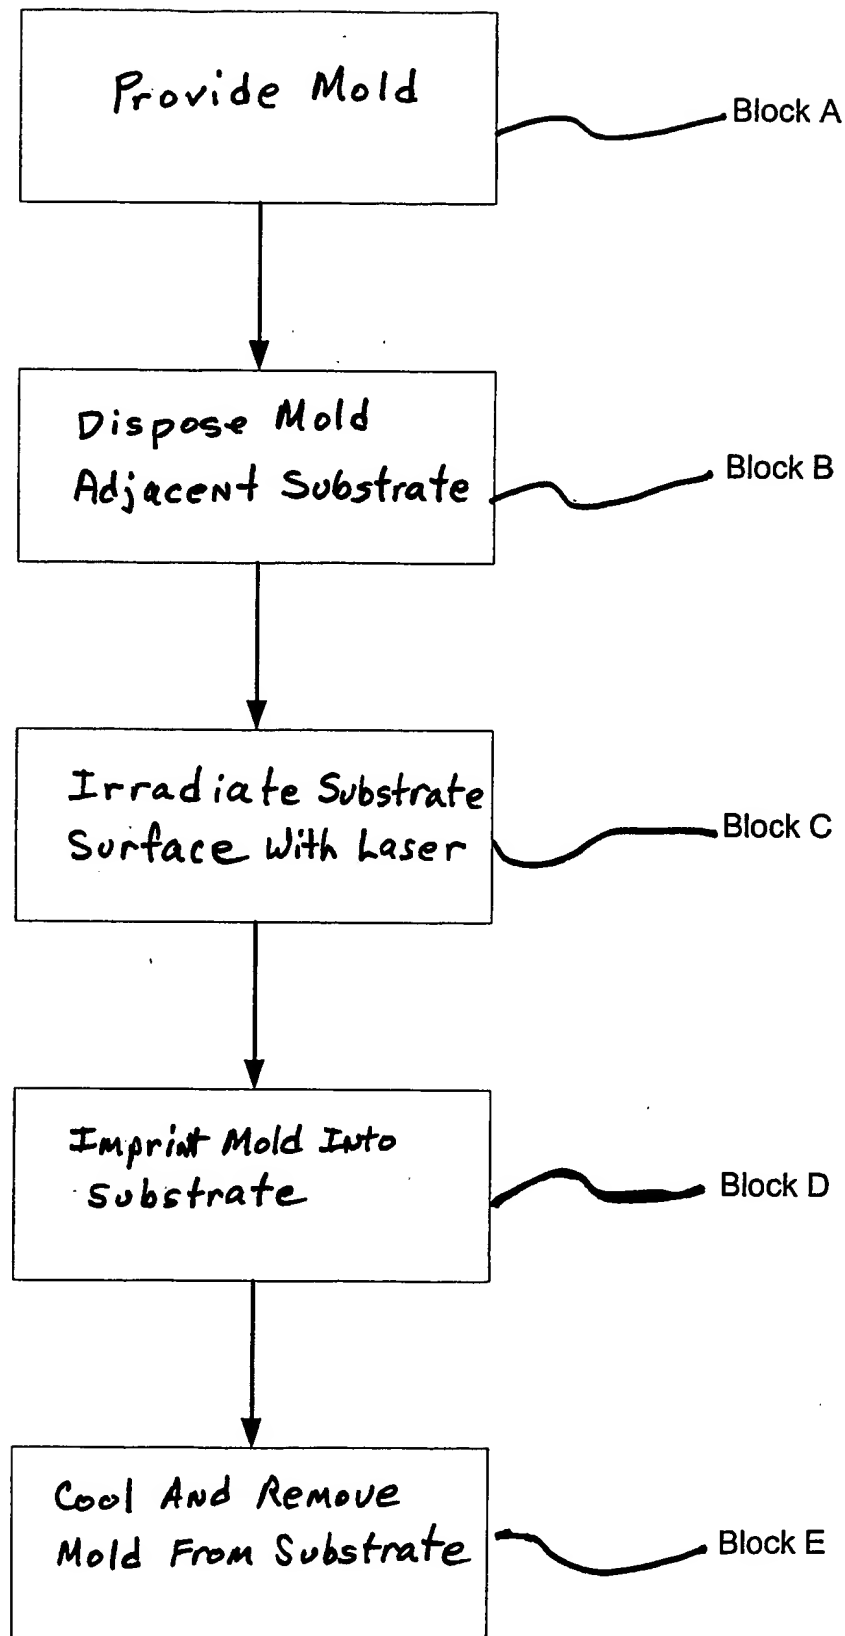 Provide Mold
Block A
Dispose Mold
Adjacent Substrate
Block B
Irradiate Substrate
Surface With Laser
Block C
Imprint Mold Into
Substrate
Block D
Cool And Remove
Mold From Substrate
Block E